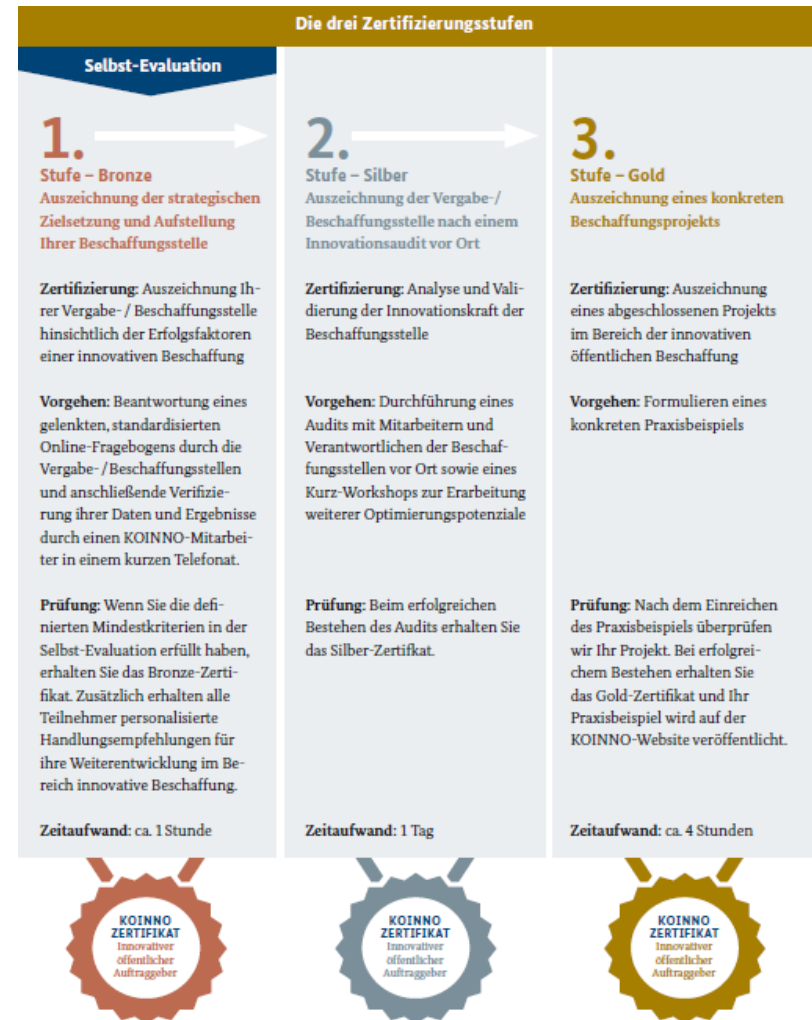 Die drei Zertifizierungsstufen
Selbst-Evaluation
1.
Stufe – Bronze
Auszeichnung der strategischen
Zielsetzung und Aufstellung
Ihrer Beschaffungsstelle
Zertifizierung: Auszeichnung Ih-
rer Vergabe- / Beschaffungsstelle
hinsichtlich der Erfolgsfaktoren
einer innovativen Beschaffung
Vorgehen: Beantwortung eines
gelenkten, standardisierten
Online-Fragebogens durch die
Vergabe- / Beschaffungsstellen
und anschließende Verifizie-
rung ihrer Daten und Ergebnisse
durch einen KOINNO-Mitarbei-
ter in einem kurzen Telefonat.
Prüfung: Wenn Sie die defi-
nierten Mindestkriterien in der
Selbst-Evaluation erfüllt haben,
erhalten Sie das Bronze-Zerti-
fikat. Zusätzlich erhalten alle
Teilnehmer personalisierte
Handlungsempfehlungen für
ihre Weiterentwicklung im Be-
reich innovative Beschaffung.
Zeitaufwand: ca. 1 Stunde
KOINNO
ZERTIFIKAT
Innovativer
öffentlicher
Auftraggeber
2.
Stufe – Silber
Auszeichnung der Vergabe-/
Beschaffungsstelle nach einem
Innovationsaudit vor Ort
Zertifizierung: Analyse und Vali-
dierung der Innovationskraft der
Beschaffungsstelle
Vorgehen: Durchführung eines
Audits mit Mitarbeitern und
Verantwortlichen der Beschaf-
fungsstellen vor Ort sowie eines
Kurz-Workshops zur Erarbeitung
weiterer Optimierungspotenziale
Prüfung: Beim erfolgreichen
Bestehen des Audits erhalten Sie
das Silber-Zertifkat.
Zeitaufwand: 1 Tag
KOINNO
ZERTIFIKAT
Innovativer
öffentlicher
Auftraggeber
3.
Stufe – Gold
Auszeichnung eines konkreten
Beschaffungsprojekts
Zertifizierung: Auszeichnung
eines abgeschlossenen Projekts
im Bereich der innovativen
öffentlichen Beschaffung
Vorgehen: Formulieren eines
konkreten Praxisbeispiels
Prüfung: Nach dem Einreichen
des Praxisbeispiels überprüfen
wir Ihr Projekt. Bei erfolgrei-
chem Bestehen erhalten Sie
das Gold-Zertifikat und Ihr
Praxisbeispiel wird auf der
KOINNO-Website veröffentlicht.
Zeitaufwand: ca. 4 Stunden
KOINNO
ZERTIFIKAT
Innovativer
öffentlicher
Auftraggeber